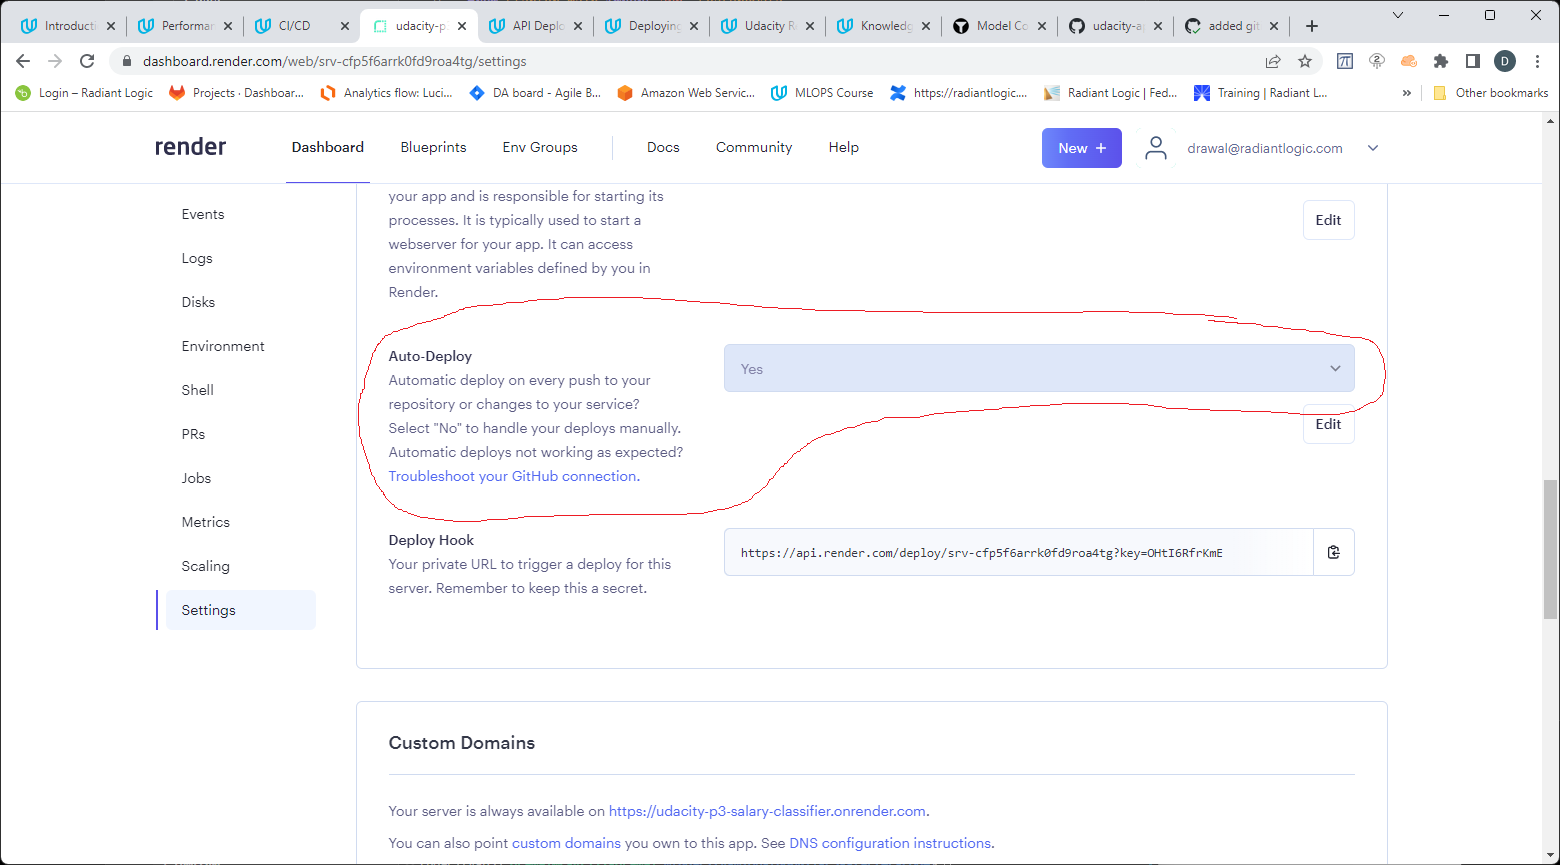 Introducti
Performan
CI/CD
udacity-p
API Deplo
Deploying
Udacity R
Knowledg
Model Co
udacity-a
added git
dashboard.render.com/web/srv-cfp5f6arrk0fd9roa4tg/settings
D
Login – Radiant Logic
Projects · Dashboar...
Analytics flow: Luci...
DA board - Agile B...
Amazon Web Servic...
MLOPS Course
https://radiantlogic....
Radiant Logic | Fed...
Training | Radiant L...
»
Other bookmarks
render
Dashboard
Blueprints
Env Groups
Docs
Community
Help
New +
drawal@radiantlogic.com
Events
Logs
Disks
Environment
Shell
PRs
Jobs
Metrics
Scaling
Settings
your app and is responsible for starting its
processes. It is typically used to start a
webserver for your app. It can access
environment variables defined by you in
Render.
Edit
Auto-Deploy
Automatic deploy on every push to your
repository or changes to your service?
Select "No" to handle your deploys manually.
Automatic deploys not working as expected?
Troubleshoot your GitHub connection.
Yes
Edit
Deploy Hook
Your private URL to trigger a deploy for this
server. Remember to keep this a secret.
https://api.render.com/deploy/srv-cfp5f6arrk0fd9roa4tg?key=OHtI6RfrKmE
Custom Domains
Your server is always available on https://udacity-p3-salary-classifier.onrender.com.
You can also point custom domains you own to this app. See DNS configuration instructions.